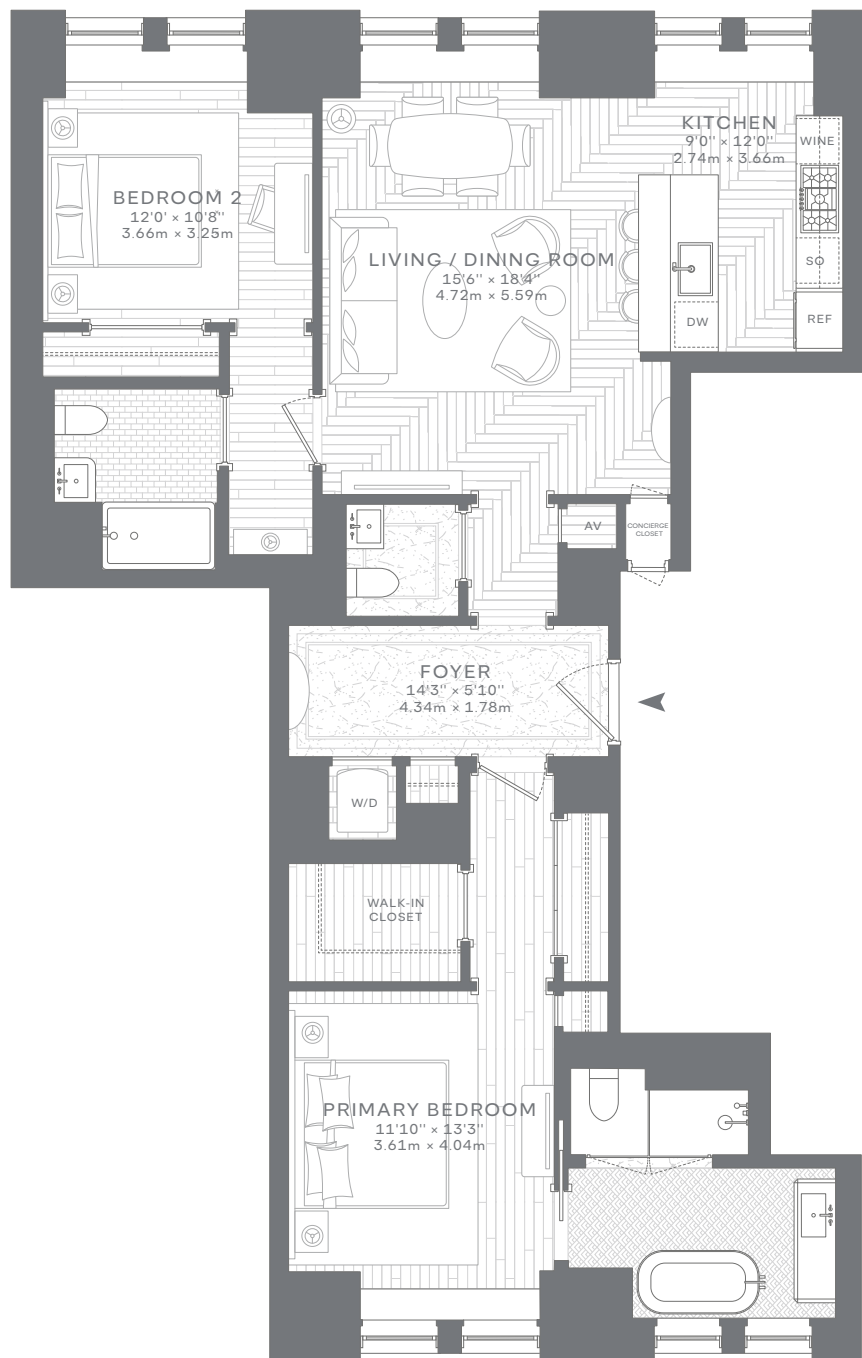 KITCHEN
9'0'' × 12'0''
2.74m × 3.66m
WINE
BEDROOM 2
12'0' × 10'8''
3.66m × 3.25m
LIVING / DINING ROOM
15'6'' × 18'4''
4.72m × 5.59m
SO
DW
REF
AV
CONCIERGE
CLOSET
FOYER
14'3'' × 5'10''
4.34m × 1.78m
W/D
WALK-IN
CLOSET
PRIMARY BEDROOM
11'10'' × 13'3''
3.61m × 4.04m